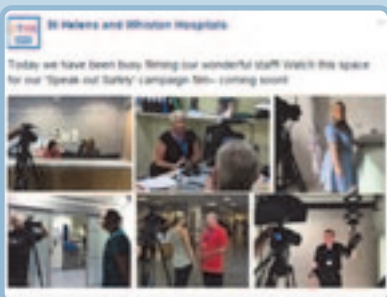 St Helens and Whiston Hospitals
Today we have been busy filming our wonderful staff! Watch this space
for our 'Speak out Safely' campaign film- coming soon!